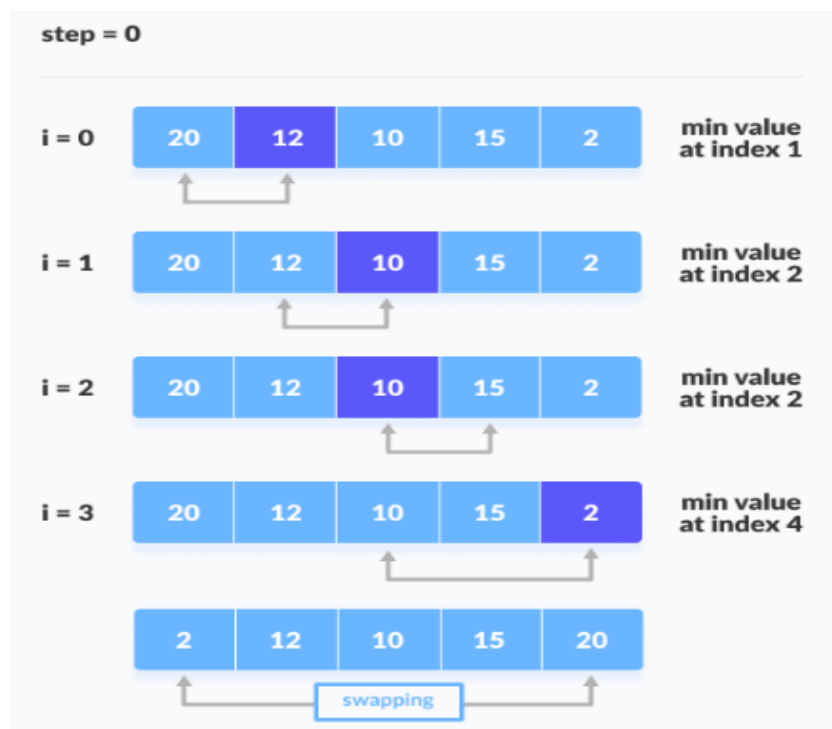 step = 0
i = 0 20 12 10 15 2 min value
at index 1
i = 1 20 12 10 15 2 min value
at index 2
i = 2 20 12 10 15 2 min value
at index 2
i = 3 20 12 10 15 2 min value
at index 4
2 12 10 15 20
swapping